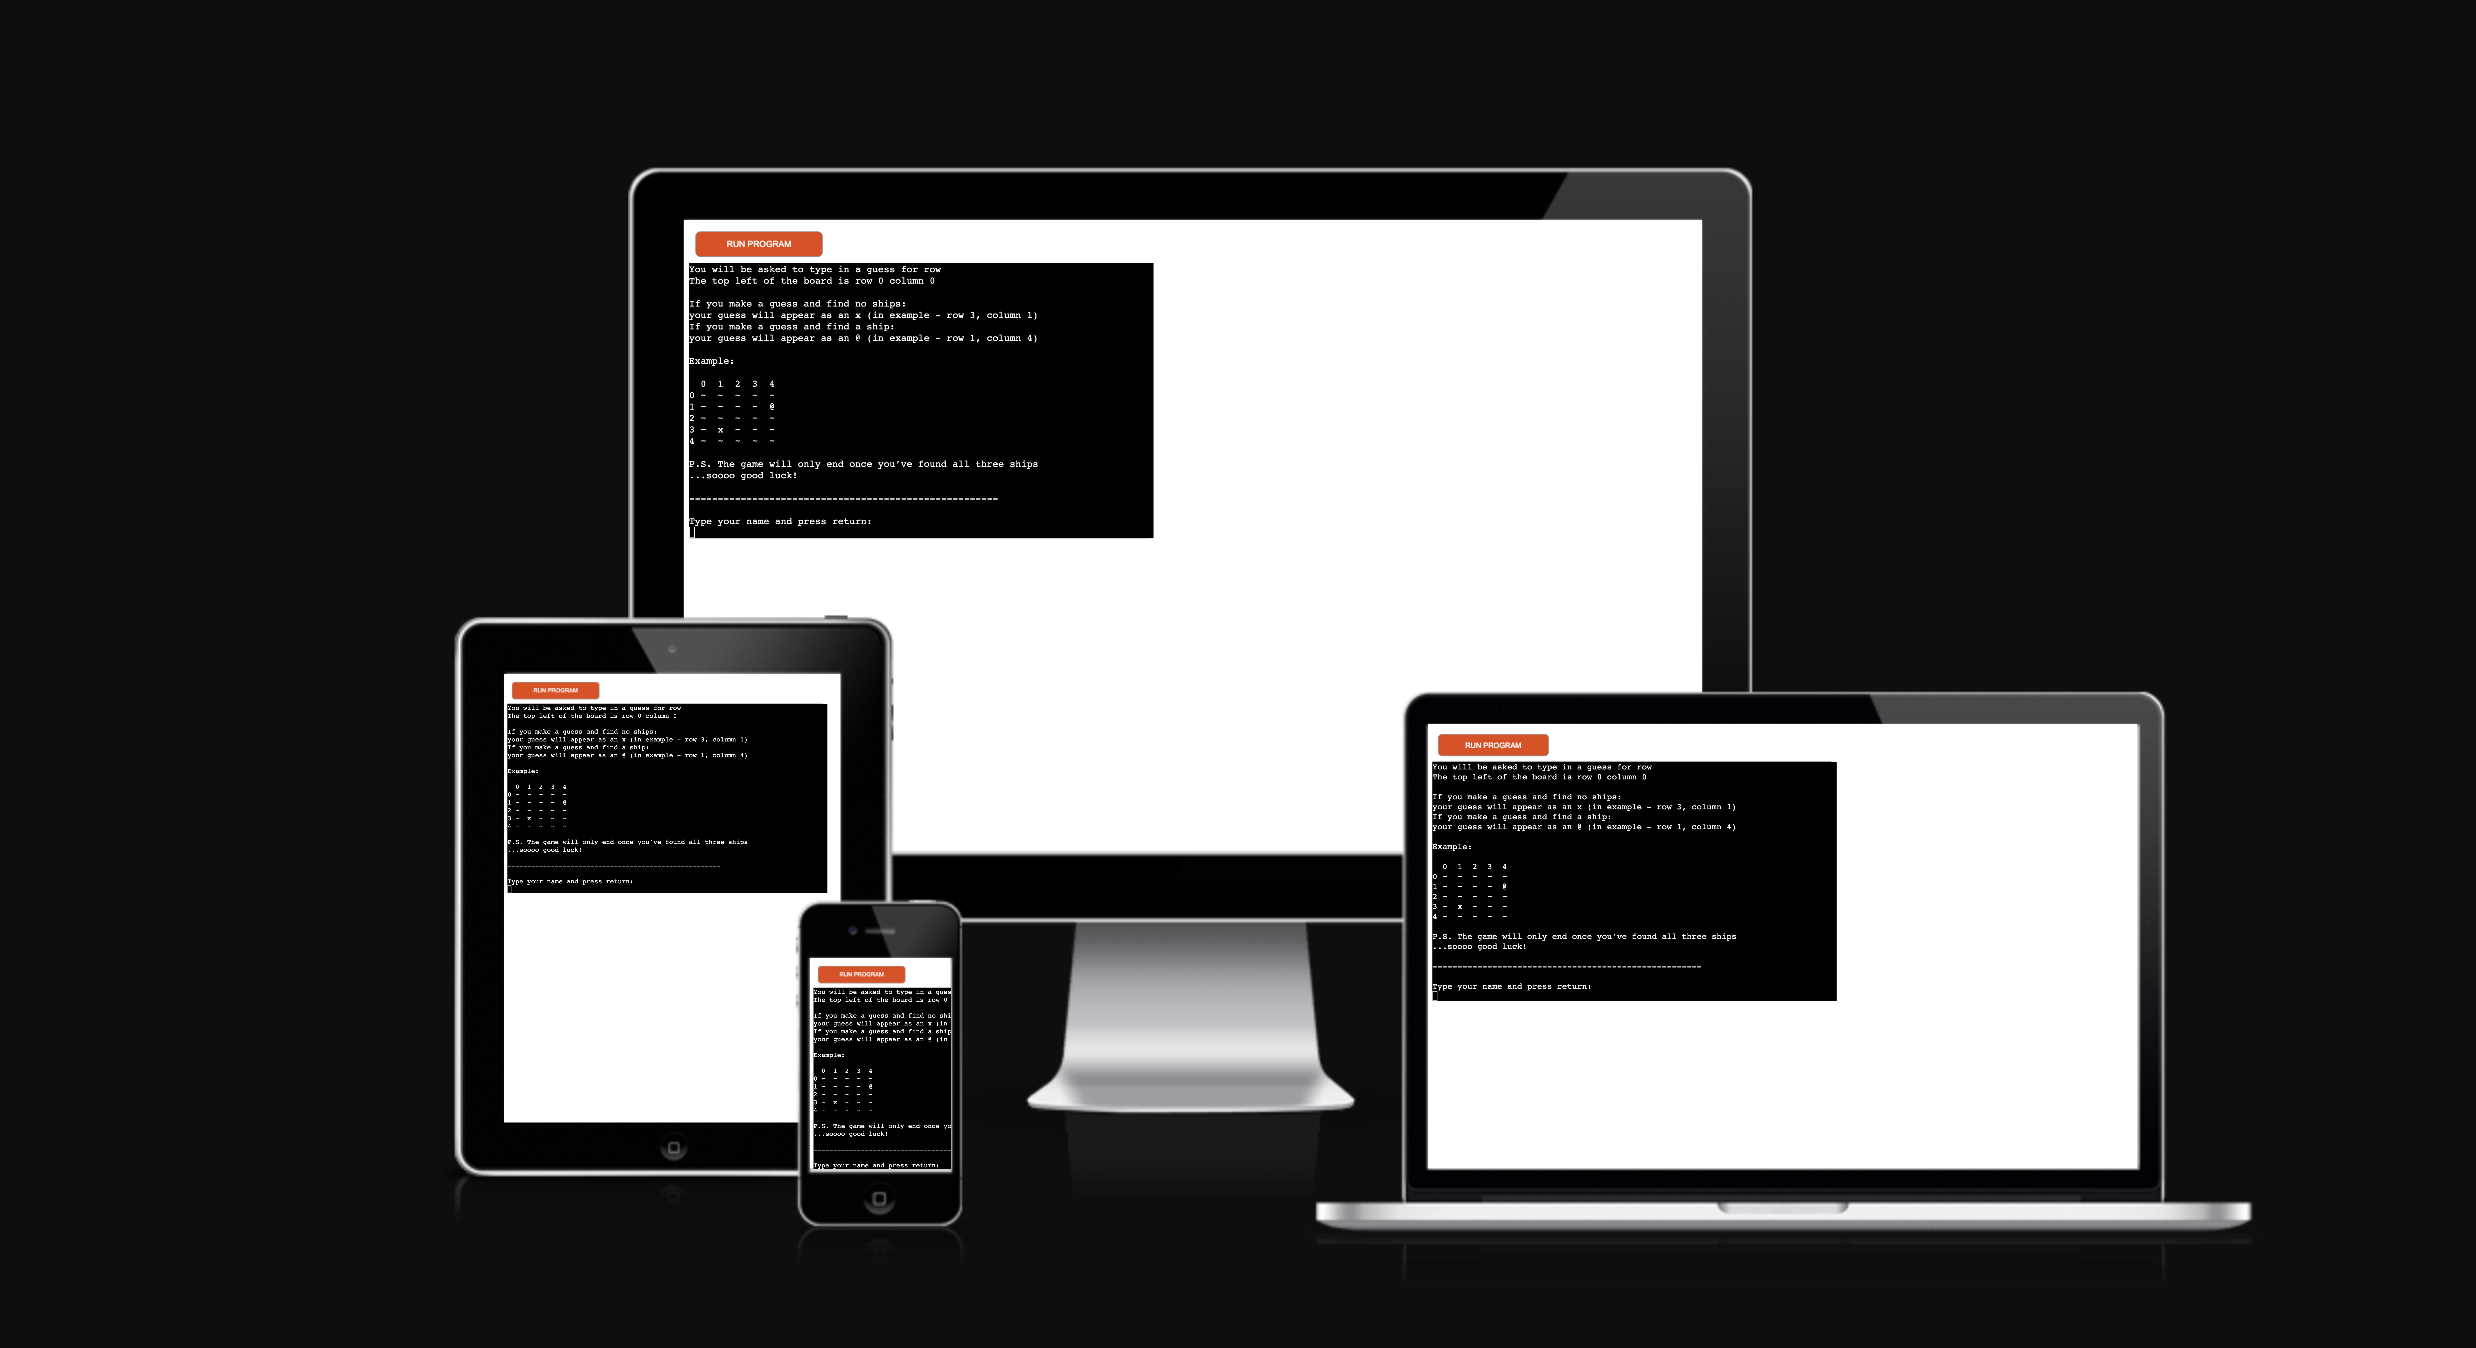 RUN PROGRAM
You will be asked to type in a guess for row
The top left of the board is row 0 column 0
If you make a guess and find no ships:
your guess will appear as an x (in example - row 3, column 1)
If you make a guess and find a ship:
your guess will appear as an @ (in example - row 1, column 4)
Example:
0 1 2 3 4
0 ~ ~ ~ ~ ~
1 ~ ~ ~ ~ @
2 ~ ~ ~ ~ ~
3 ~ x ~ ~ ~
4 ~ ~ ~ ~ ~
P.S. The game will only end once you've found all three ships
...soooo good luck!
------------------------------------------------------
Type your name and press return:
RUN PROGRAM
You will be asked to type in a guess for row
The top left of the board is row 0 column 0
If you make a guess and find no ships:
your guess will appear as an x (in example - row 3, column 1)
If you make a guess and find a ship:
your guess will appear as an @ (in example - row 1, column 4)
Example:
0 1 2 3 4
0 ~ ~ ~ ~ ~
1 ~ ~ ~ ~ @
2 ~ ~ ~ ~ ~
3 ~ x ~ ~ ~
4 ~ ~ ~ ~ ~
P.S. The game will only end once you've found all three ships
...soooo good luck!
------------------------------------------------------
Type your name and press return:
RUN PROGRAM
You will be asked to type in a gues
The top left of the board is row 0
If you make a guess and find no shi
your guess will appear as an x (in
If you make a guess and find a ship
your guess will appear as an @ (in
Example:
0 1 2 3 4
0 ~ ~ ~ ~ ~
1 ~ ~ ~ ~ @
2 ~ ~ ~ ~ ~
3 ~ x ~ ~ ~
4 ~ ~ ~ ~ ~
P.S. The game will only end once yo
...soooo good luck!
-----------------------------------
Type your name and press return:
RUN PROGRAM
You will be asked to type in a guess for row
The top left of the board is row 0 column 0
If you make a guess and find no ships:
your guess will appear as an x (in example - row 3, column 1)
If you make a guess and find a ship:
your guess will appear as an @ (in example - row 1, column 4)
Example:
0 1 2 3 4
0 ~ ~ ~ ~ ~
1 ~ ~ ~ ~ @
2 ~ ~ ~ ~ ~
3 ~ x ~ ~ ~
4 ~ ~ ~ ~ ~
P.S. The game will only end once you've found all three ships
...soooo good luck!
------------------------------------------------------
Type your name and press return: